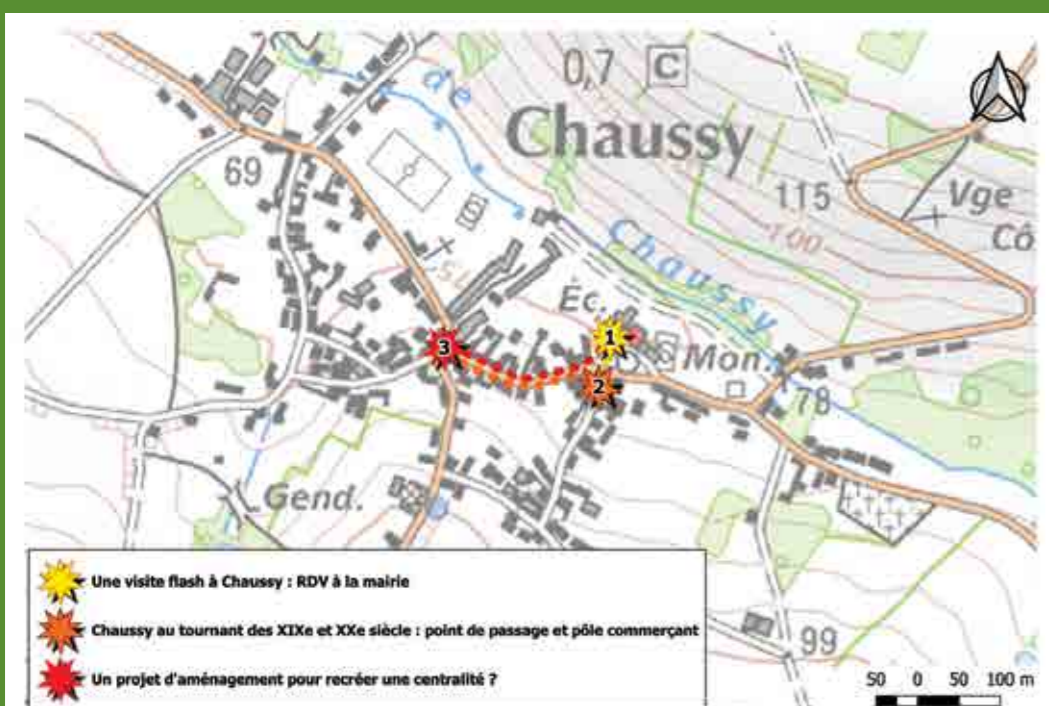 de
0,7 C
Chaussy
69
115
Vge
Cô
100
Chaussy
Éc.
1
3
Mon.
2
78
Gend.
Une visite flash à Chaussy : RDV à la mairie
Chaussy au tournant des XIXe et XXe siècle : point de passage et pôle commerçant
99
Un projet d'aménagement pour recréer une centralité ?
50 0 50 100 m